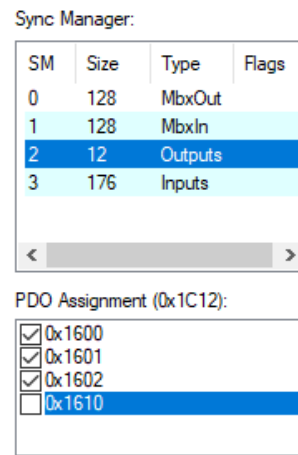 Sync Manager:
SM Size Type Flags
0 128 MbxOut
1 128 MbxIn
2 12 Outputs
3 176 Inputs
PDO Assignment (0x1C12):
0x1600
0x1601
0x1602
0x1610